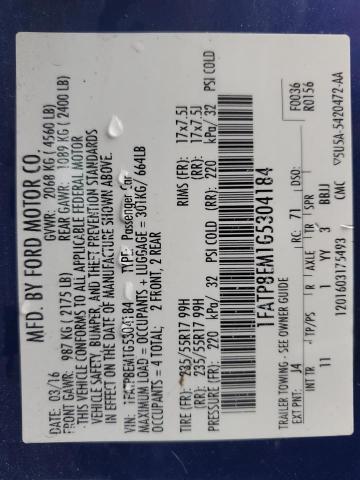 MFD. BY FORD MOTOR CO.
DATE: 03/16 GVWR: 2068 KG (4560 LB)
FRONT GAWR: 987 KG (2175 LB) REAR GAWR: 1089 KG (2400 LB)
THIS VEHICLE CONFORMS TO ALL APPLICABLE FEDERAL MOTOR
VEHICLE SAFETY, BUMPER, AND THEFT PREVENTION STANDARDS
IN EFFECT ON THE DATE OF MANUFACTURE SHOWN ABOVE.
VIN: 1FATP8EM1G5304184 TYPE: Passenger Car
MAXIMUM LOAD = OCCUPANTS + LUGGAGE = 301KG/ 664LB
OCCUPANTS = 4 TOTAL: 2 FRONT, 2 REAR
TIRE (FR): 235/55R17 99H RIMS (FR): 17x7.5J
(RR): 235/55R17 99H (RR): 17x7.5J
PRESSURE (FR): 220 kPa/ 32 PSI COLD (RR): 220 kPa/ 32 PSI COLD
1FATP8EM1G5304184
F0036
R0156
TRAILER TOWING - SEE OWNER GUIDE
EXT PNT: J4 RC: 71 DSO:
INT TR TP/PS R AXLE TR SPR
11 1 YY 3 BBJJ
1201603175493 CMC
▽5U5A-5420472-AA